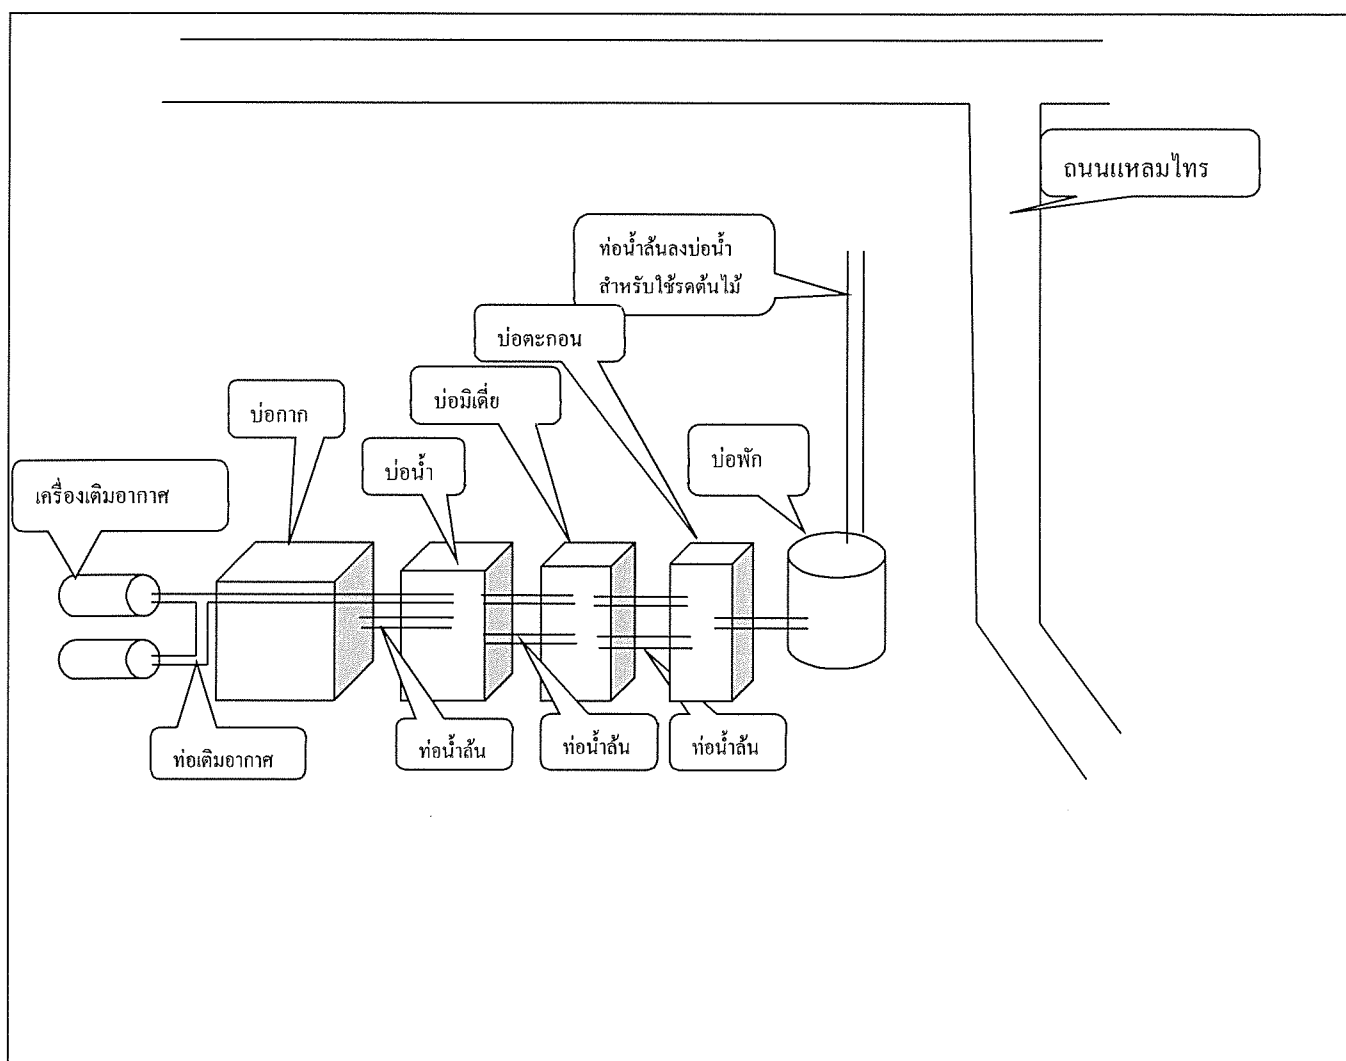 ถนนแหลมไทร
ท่อน้ำล้นลงบ่อน้ำ
สำหรับใช้รดต้นไม้
บ่อตะกอน
บ่อมิเดี่ย
บ่อกาก
บ่อน้ำ
บ่อพัก
เครื่องเติมอากาศ
ท่อเติมอากาศ
ท่อน้ำล้น
ท่อน้ำล้น
ท่อน้ำล้น